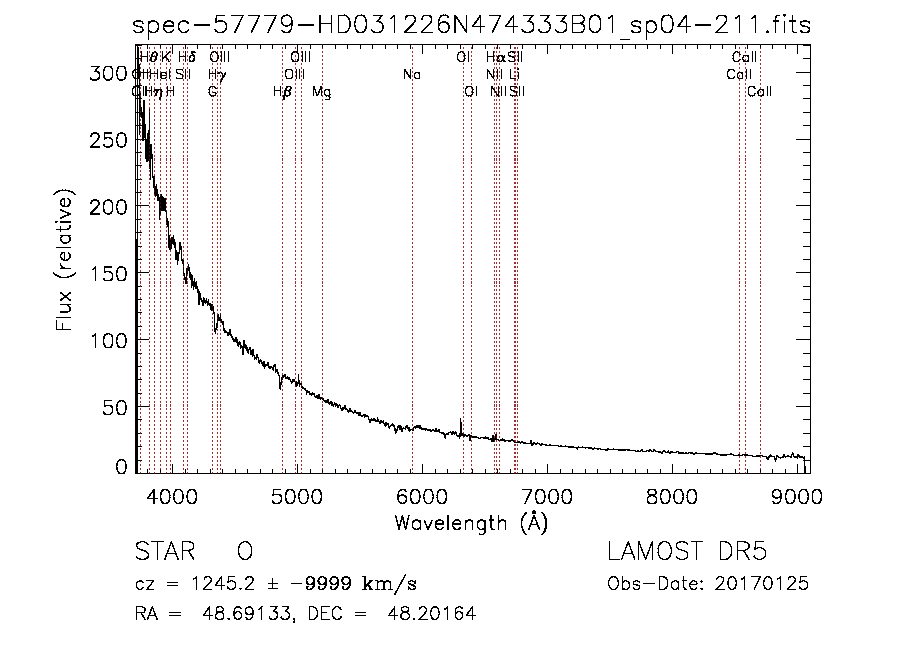 spec-57779-HD031226N474333B01_sp04-211.fits
Hθ K Hδ OIII OIII OI Hα SII CaII
HeI SII Hγ OIII Na NII Li CaII
Hη H G Hβ Mg OI NII SII CaII
300
250
200
150
100
50
0
Flux (relative)
4000 5000 6000 7000 8000 9000
Wavelength (Å)
STAR O LAMOST DR5
cz = 1245.2 ± -9999 km/s Obs-Date: 20170125
RA = 48.69133, DEC = 48.20164